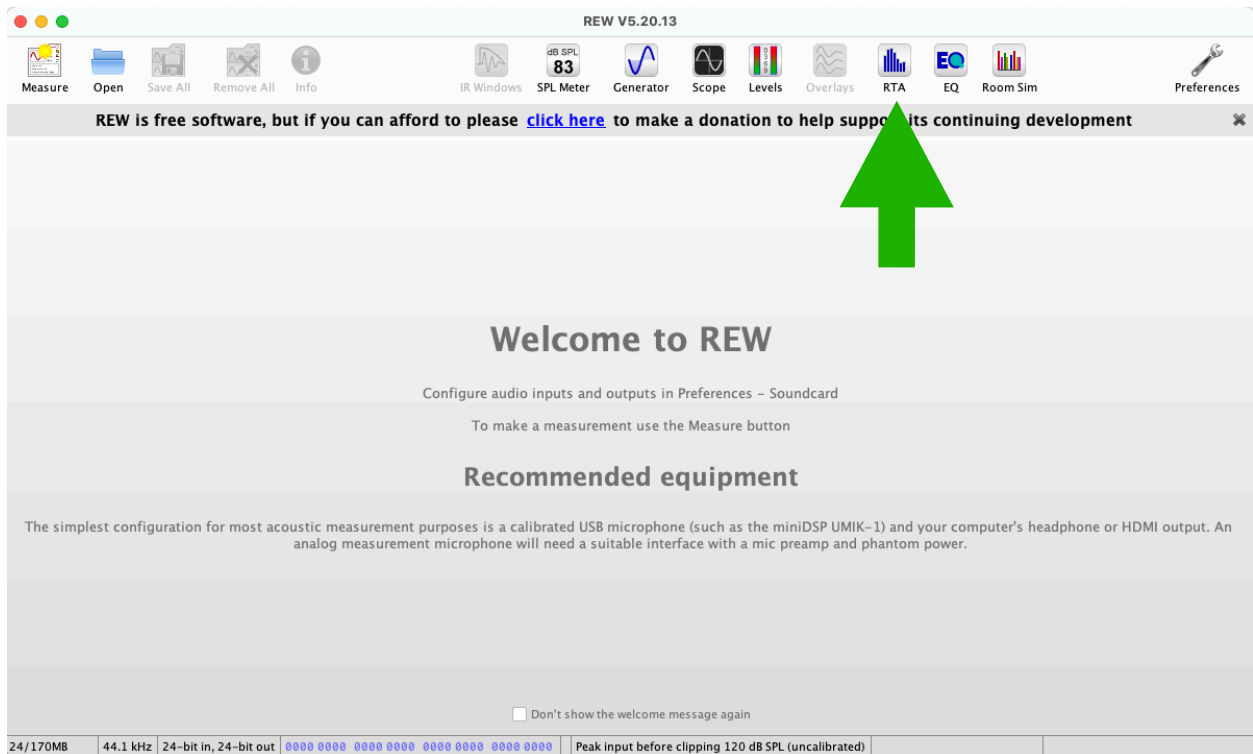 REW V5.20.13
dB SPL
83
Measure Open Save All Remove All Info IR Windows SPL Meter Generator Scope Levels Overlays RTA EQ Room Sim Preferences
REW is free software, but if you can afford to please click here to make a donation to help support its continuing development
Welcome to REW
Configure audio inputs and outputs in Preferences – Soundcard
To make a measurement use the Measure button
Recommended equipment
The simplest configuration for most acoustic measurement purposes is a calibrated USB microphone (such as the miniDSP UMIK-1) and your computer's headphone or HDMI output. An
analog measurement microphone will need a suitable interface with a mic preamp and phantom power.
Don't show the welcome message again
24/170MB 44.1 kHz 24-bit in, 24-bit out 0000 0000 0000 0000 0000 0000 0000 0000 Peak input before clipping 120 dB SPL (uncalibrated)